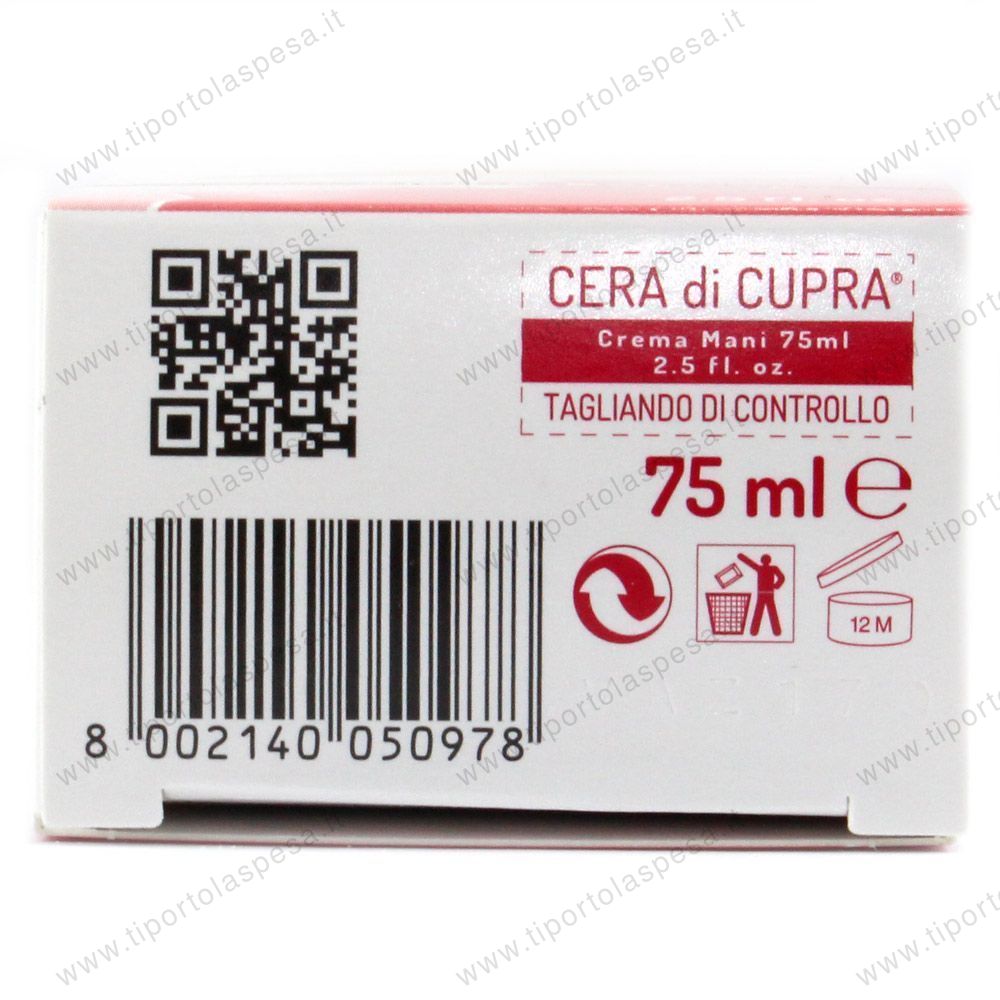 CERA di CUPRA®
Crema Mani 75ml
2.5 fl. oz.
TAGLIANDO DI CONTROLLO
75 ml ℮
12 M
8 002140 050978
www.tiportolaspesa.it